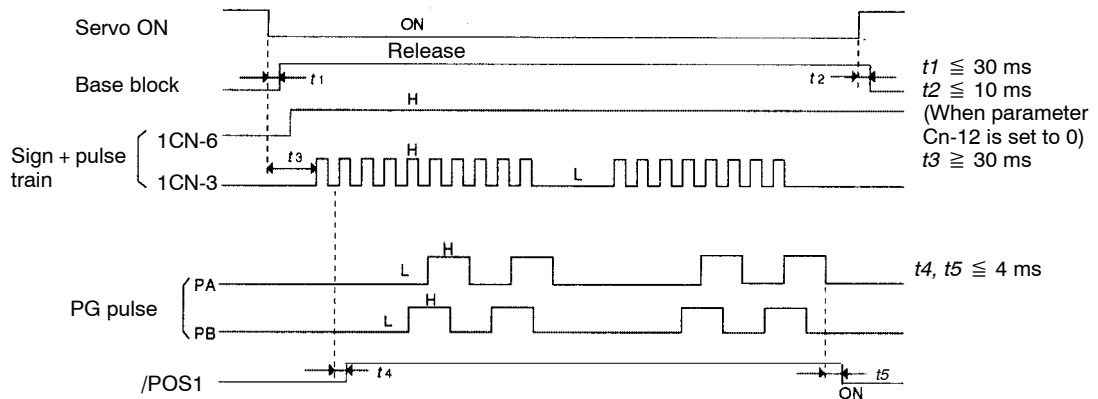 Servo ON
ON
Release
Base block
t1
t2
t1 ≦ 30 ms
t2 ≦ 10 ms
(When parameter
Cn-12 is set to 0)
t3 ≧ 30 ms
H
1CN-6
Sign + pulse
train
t3
H
1CN-3
L
H
L
PA
t4, t5 ≦ 4 ms
PG pulse
H
L
PB
/POS1
t4
t5
ON